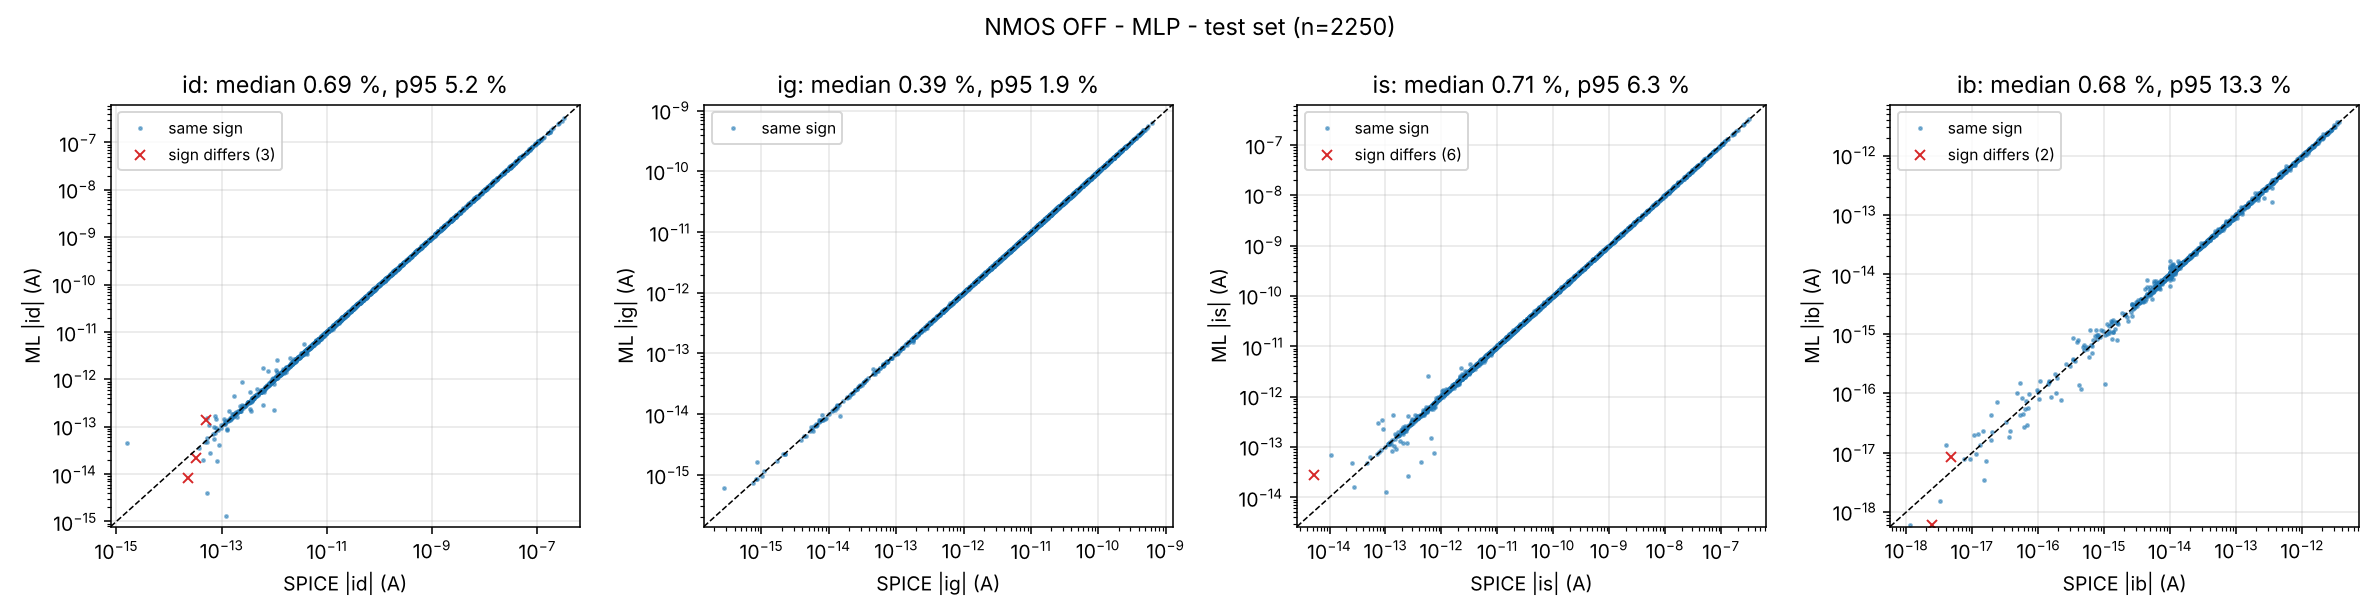 NMOS OFF - MLP - test set (n=2250)
id: median 0.69 %, p95 5.2 %
same sign
sign differs (3)
10⁻⁷
10⁻⁸
10⁻⁹
10⁻¹⁰
10⁻¹¹
10⁻¹²
10⁻¹³
10⁻¹⁴
10⁻¹⁵
ML |id| (A)
10⁻¹⁵ 10⁻¹³ 10⁻¹¹ 10⁻⁹ 10⁻⁷
SPICE |id| (A)
ig: median 0.39 %, p95 1.9 %
same sign
10⁻⁹
10⁻¹⁰
10⁻¹¹
10⁻¹²
10⁻¹³
10⁻¹⁴
10⁻¹⁵
ML |ig| (A)
10⁻¹⁵ 10⁻¹⁴ 10⁻¹³ 10⁻¹² 10⁻¹¹ 10⁻¹⁰ 10⁻⁹
SPICE |ig| (A)
is: median 0.71 %, p95 6.3 %
same sign
sign differs (6)
10⁻⁷
10⁻⁸
10⁻⁹
10⁻¹⁰
10⁻¹¹
10⁻¹²
10⁻¹³
10⁻¹⁴
ML |is| (A)
10⁻¹⁴ 10⁻¹³ 10⁻¹² 10⁻¹¹ 10⁻¹⁰ 10⁻⁹ 10⁻⁸ 10⁻⁷
SPICE |is| (A)
ib: median 0.68 %, p95 13.3 %
same sign
sign differs (2)
10⁻¹²
10⁻¹³
10⁻¹⁴
10⁻¹⁵
10⁻¹⁶
10⁻¹⁷
10⁻¹⁸
ML |ib| (A)
10⁻¹⁸ 10⁻¹⁷ 10⁻¹⁶ 10⁻¹⁵ 10⁻¹⁴ 10⁻¹³ 10⁻¹²
SPICE |ib| (A)